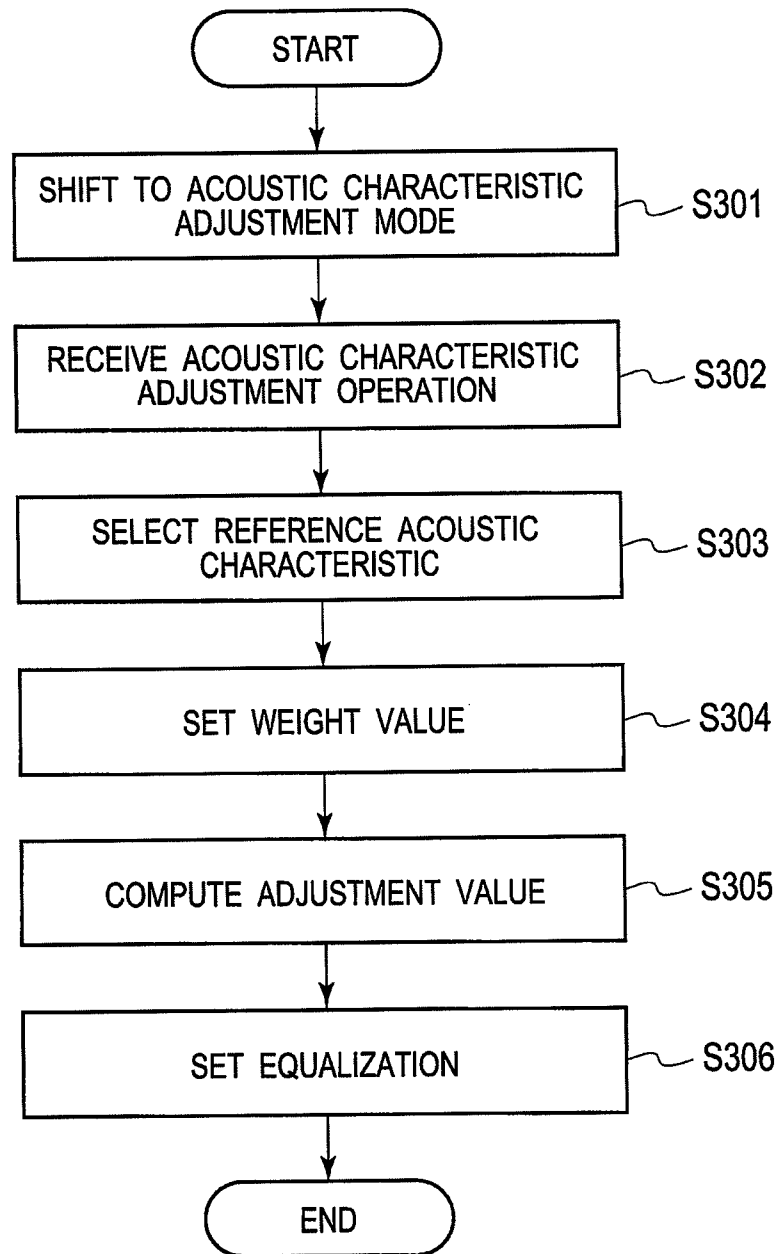 START
SHIFT TO ACOUSTIC CHARACTERISTIC
ADJUSTMENT MODE
S301
RECEIVE ACOUSTIC CHARACTERISTIC
ADJUSTMENT OPERATION
S302
SELECT REFERENCE ACOUSTIC
CHARACTERISTIC
S303
SET WEIGHT VALUE
S304
COMPUTE ADJUSTMENT VALUE
S305
SET EQUALIZATION
S306
END